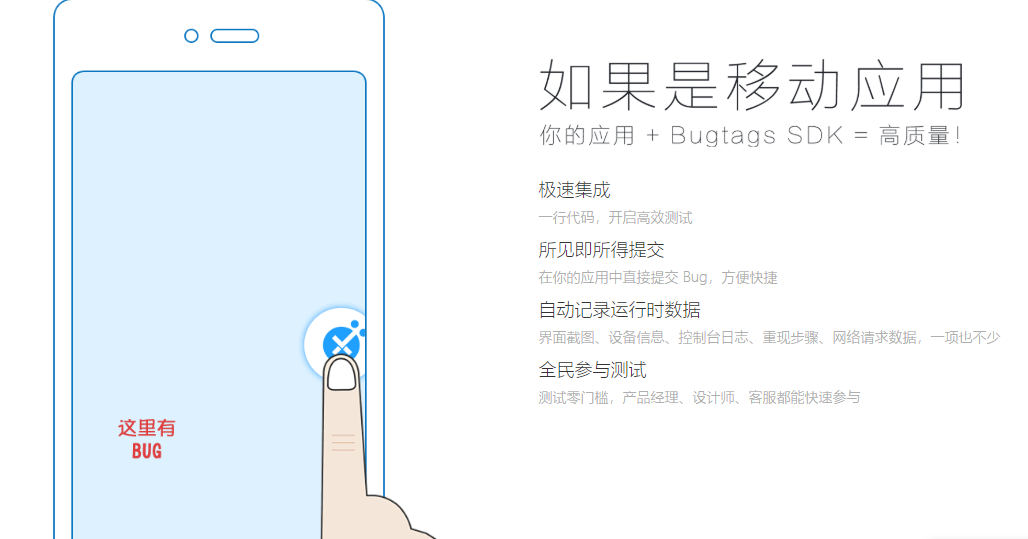 如果是移动应用
你的应用 + Bugtags SDK = 高质量！
极速集成
一行代码，开启高效测试
所见即所得提交
在你的应用中直接提交 Bug，方便快捷
自动记录运行时数据
界面截图、设备信息、控制台日志、重现步骤、网络请求数据，一项也不少
全民参与测试
测试零门槛，产品经理、设计师、客服都能快速参与
这里有
BUG